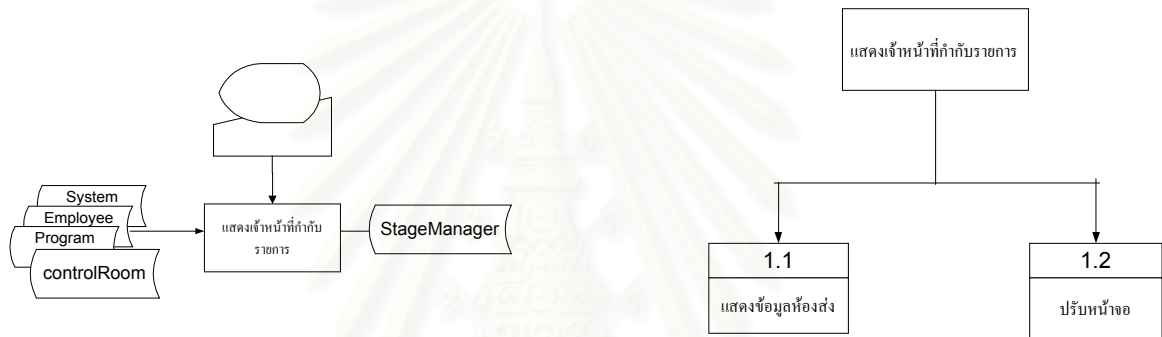 System
Employee
Program
controlRoom
แสดงเจ้าหน้าที่กำกับ
รายการ
StageManager
แสดงเจ้าหน้าที่กำกับรายการ
1.1
แสดงข้อมูลห้องส่ง
1.2
ปรับหน้าจอ